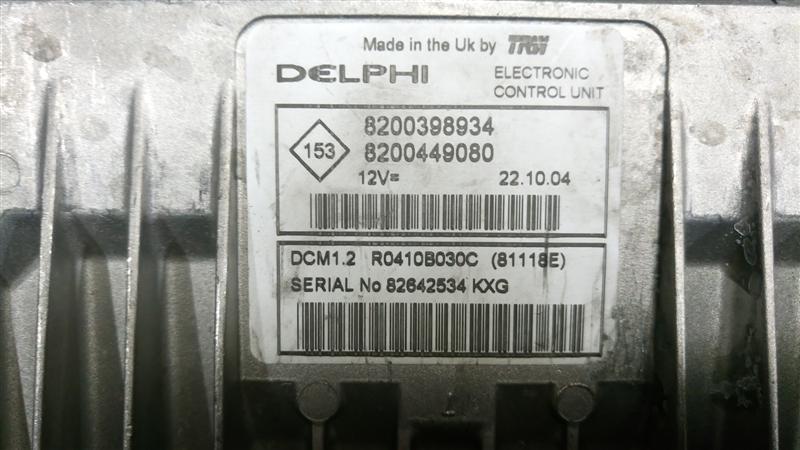 Made in the Uk by TRW
DELPHI
ELECTRONIC
CONTROL UNIT
153
8200398934
8200449080
12V=
22.10.04
DCM1.2 R0410B030C (81118E)
SERIAL No 82642534 KXG